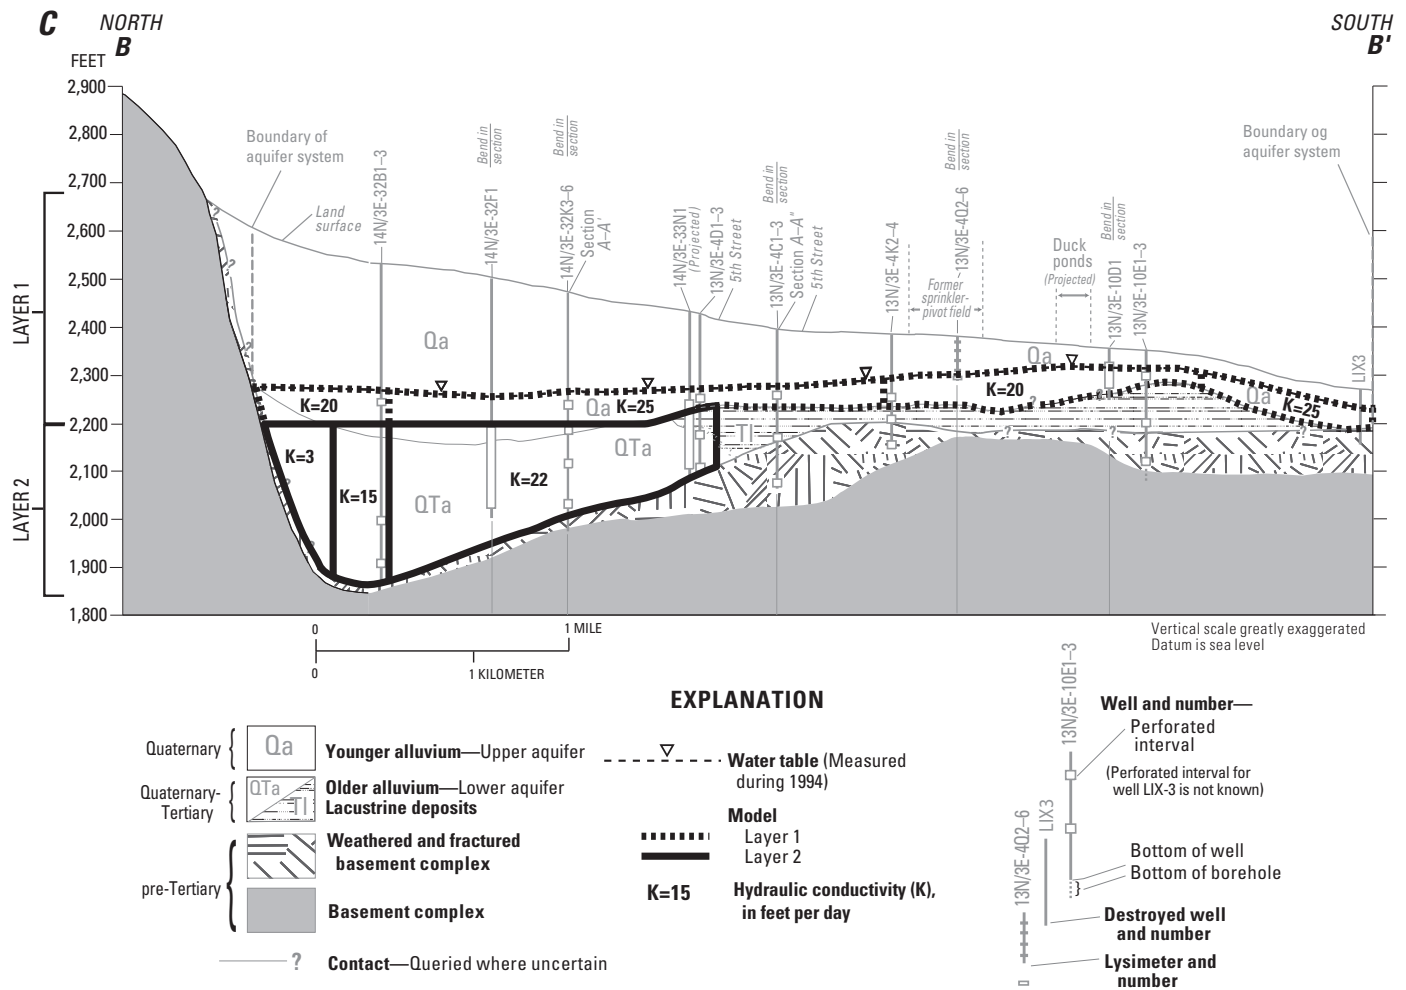 C
NORTH
B
SOUTH
B'
FEET
2,900
2,800
2,700
2,600
2,500
2,400
2,300
2,200
2,100
2,000
1,900
1,800
LAYER 1
LAYER 2
Boundary of
aquifer system
Land
surface
14N/3E-32B1–3
Bend in
section
14N/3E-32F1
Bend in
section
14N/3E-32K3–6
Section
A–A'
14N/3E-33N1
(Projected)
13N/3E-4D1–3
5th Street
Bend in
section
13N/3E-4C1–3
Section A–A"
5th Street
13N/3E-4K2–4
Former
sprinkler-
pivot field
Bend in
section
13N/3E-4Q2–6
Duck
ponds
(Projected)
Bend in
section
13N/3E-10D1
13N/3E-10E1–3
Boundary og
aquifer system
LIX3
Qa
Qa
Qa
Qa
QTa
QTa
Tl
K=20
K=25
K=20
K=25
K=3
K=15
K=22
?
?
?
?
?
?
?
?
?
?
0
1 MILE
0
1 KILOMETER
Vertical scale greatly exaggerated
Datum is sea level
EXPLANATION
Quaternary
Qa
Younger alluvium—Upper aquifer
Quaternary-
Tertiary
QTa
Tl
Older alluvium—Lower aquifer
Lacustrine deposits
pre-Tertiary
Weathered and fractured
basement complex
Basement complex
?
Contact—Queried where uncertain
Water table (Measured
during 1994)
Model
Layer 1
Layer 2
K=15
Hydraulic conductivity (K),
in feet per day
13N/3E-10E1–3
Well and number—
Perforated
interval
(Perforated interval for
well LIX-3 is not known)
LIX3
13N/3E-4Q2–6
Bottom of well
Bottom of borehole
Destroyed well
and number
Lysimeter and
number